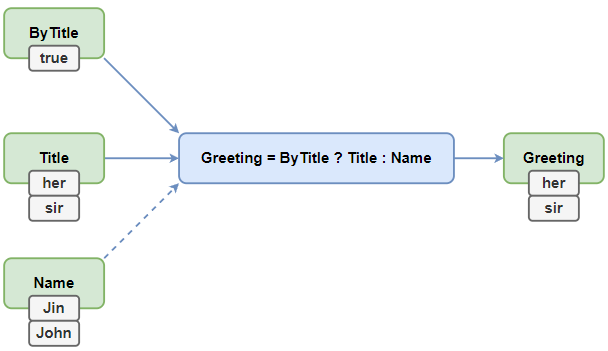 ByTitle
true
Title
her
sir
Name
Jin
John
Greeting = ByTitle ? Title : Name
Greeting
her
sir